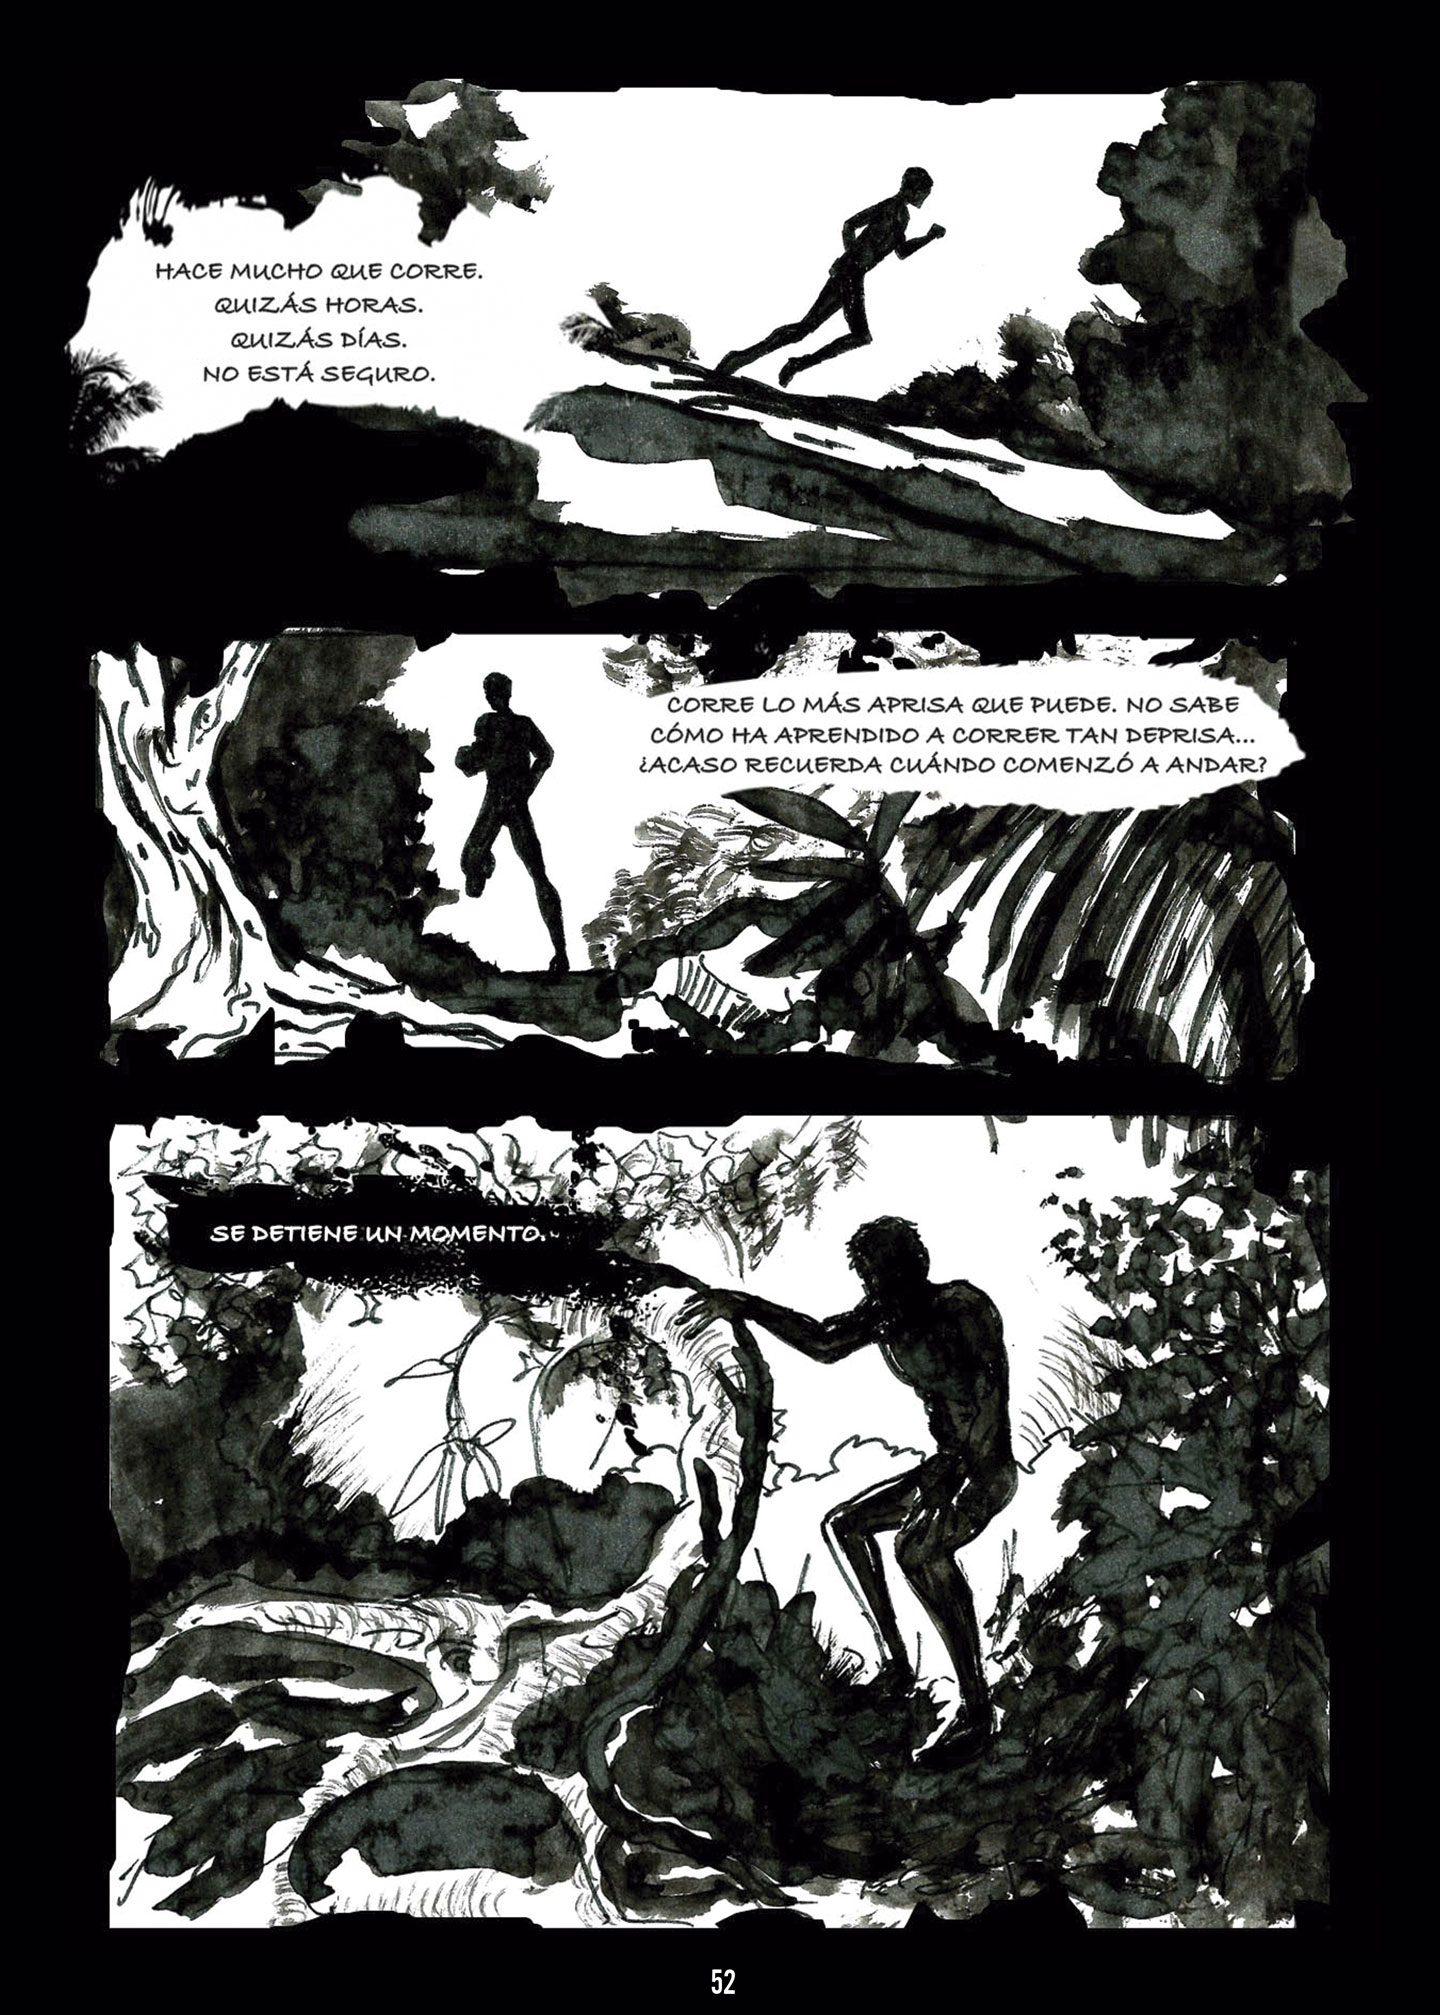 HACE MUCHO QUE CORRE.
QUIZÁS HORAS.
QUIZÁS DÍAS.
NO ESTÁ SEGURO.
CORRE LO MÁS APRISA QUE PUEDE. NO SABE
CÓMO HA APRENDIDO A CORRER TAN DEPRISA...
¿ACASO RECUERDA CUÁNDO COMENZÓ A ANDAR?
SE DETIENE UN MOMENTO.
52